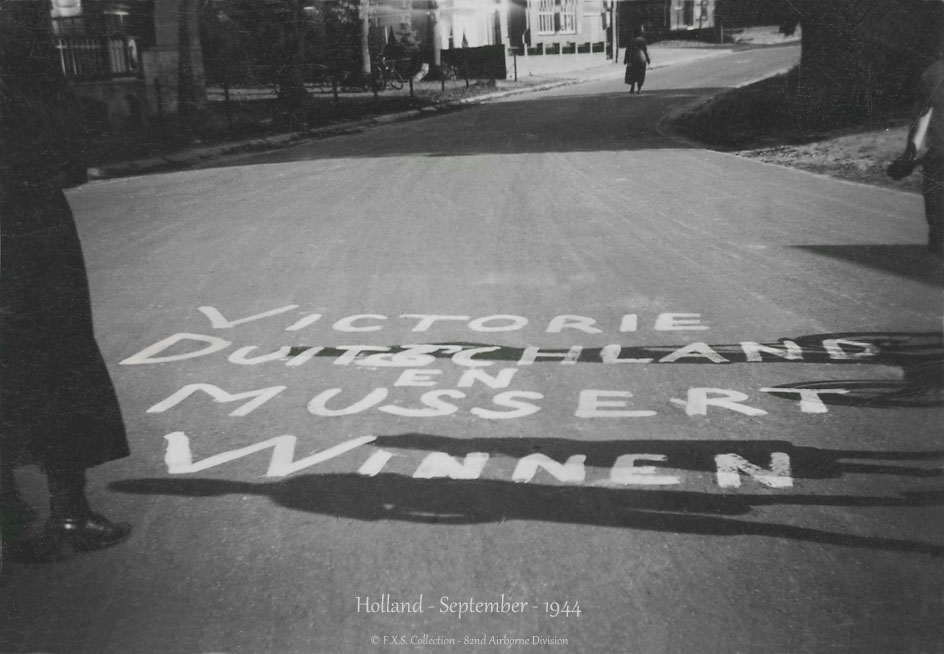 VICTORIE
DUITSCHLAND
EN
MUSSERT
WINNEN
Holland - September - 1944
© F.X.S. Collection - 82nd Airborne Division